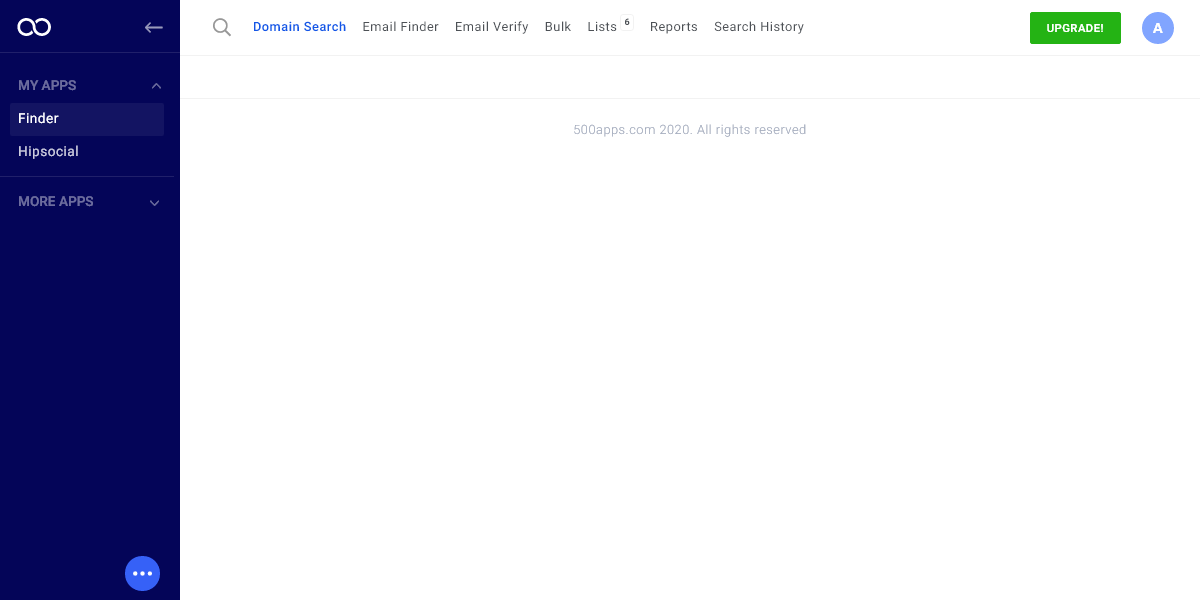 Domain Search Email Finder Email Verify Bulk Lists 6 Reports Search History UPGRADE! A
MY APPS
Finder
Hipsocial
MORE APPS
500apps.com 2020. All rights reserved